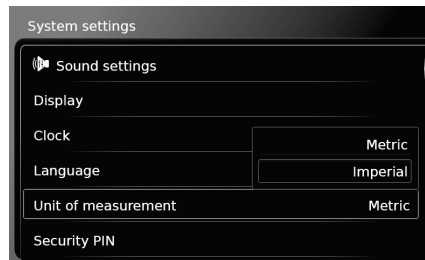 System settings
Sound settings
Display
Clock
Metric
Language
Imperial
Unit of measurement Metric
Security PIN